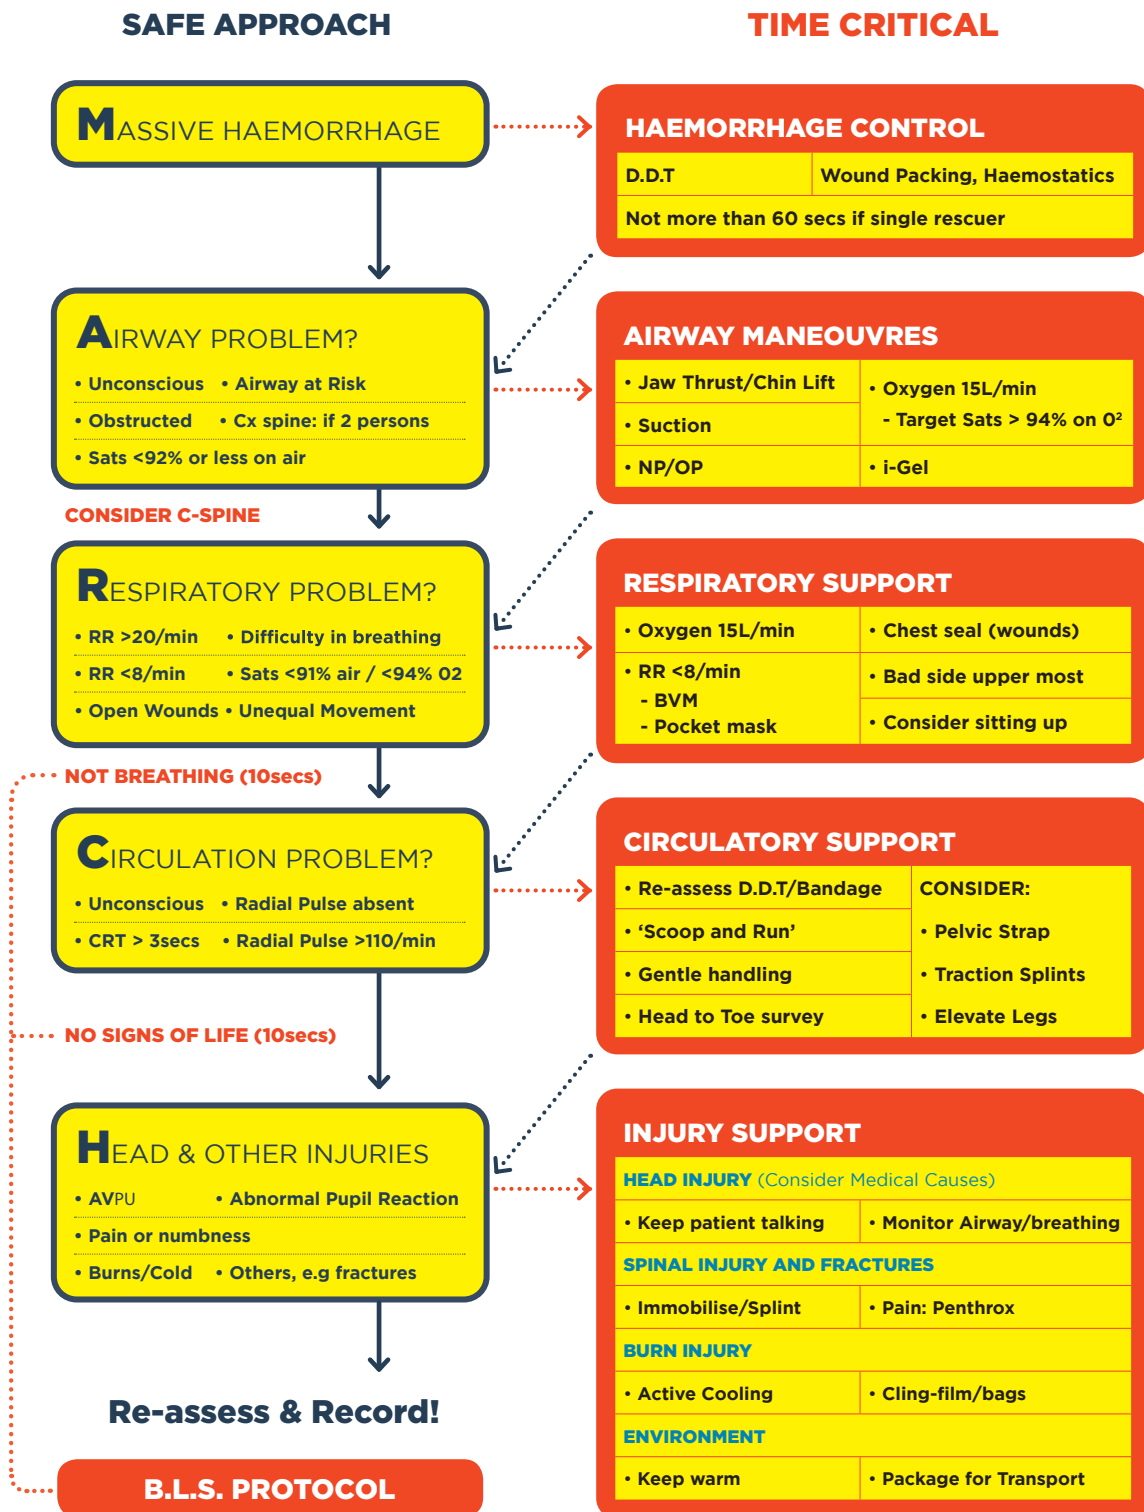 SAFE APPROACH
TIME CRITICAL
MASSIVE HAEMORRHAGE
HAEMORRHAGE CONTROL
D.D.T
Wound Packing, Haemostatics
Not more than 60 secs if single rescuer
AIRWAY PROBLEM?
• Unconscious • Airway at Risk
• Obstructed • Cx spine: if 2 persons
• Sats <92% or less on air
CONSIDER C-SPINE
AIRWAY MANEOUVRES
• Jaw Thrust/Chin Lift
• Suction
• NP/OP
• Oxygen 15L/min
- Target Sats > 94% on 0²
• i-Gel
RESPIRATORY PROBLEM?
• RR >20/min • Difficulty in breathing
• RR <8/min • Sats <91% air / <94% 02
• Open Wounds • Unequal Movement
NOT BREATHING (10secs)
RESPIRATORY SUPPORT
• Oxygen 15L/min
• RR <8/min
- BVM
- Pocket mask
• Chest seal (wounds)
• Bad side upper most
• Consider sitting up
CIRCULATION PROBLEM?
• Unconscious • Radial Pulse absent
• CRT > 3secs • Radial Pulse >110/min
NO SIGNS OF LIFE (10secs)
CIRCULATORY SUPPORT
• Re-assess D.D.T/Bandage
• ‘Scoop and Run’
• Gentle handling
• Head to Toe survey
CONSIDER:
• Pelvic Strap
• Traction Splints
• Elevate Legs
HEAD & OTHER INJURIES
• AVPU • Abnormal Pupil Reaction
• Pain or numbness
• Burns/Cold • Others, e.g fractures
INJURY SUPPORT
HEAD INJURY (Consider Medical Causes)
• Keep patient talking • Monitor Airway/breathing
SPINAL INJURY AND FRACTURES
• Immobilise/Splint • Pain: Penthrox
BURN INJURY
• Active Cooling • Cling-film/bags
ENVIRONMENT
• Keep warm • Package for Transport
Re-assess & Record!
B.L.S. PROTOCOL